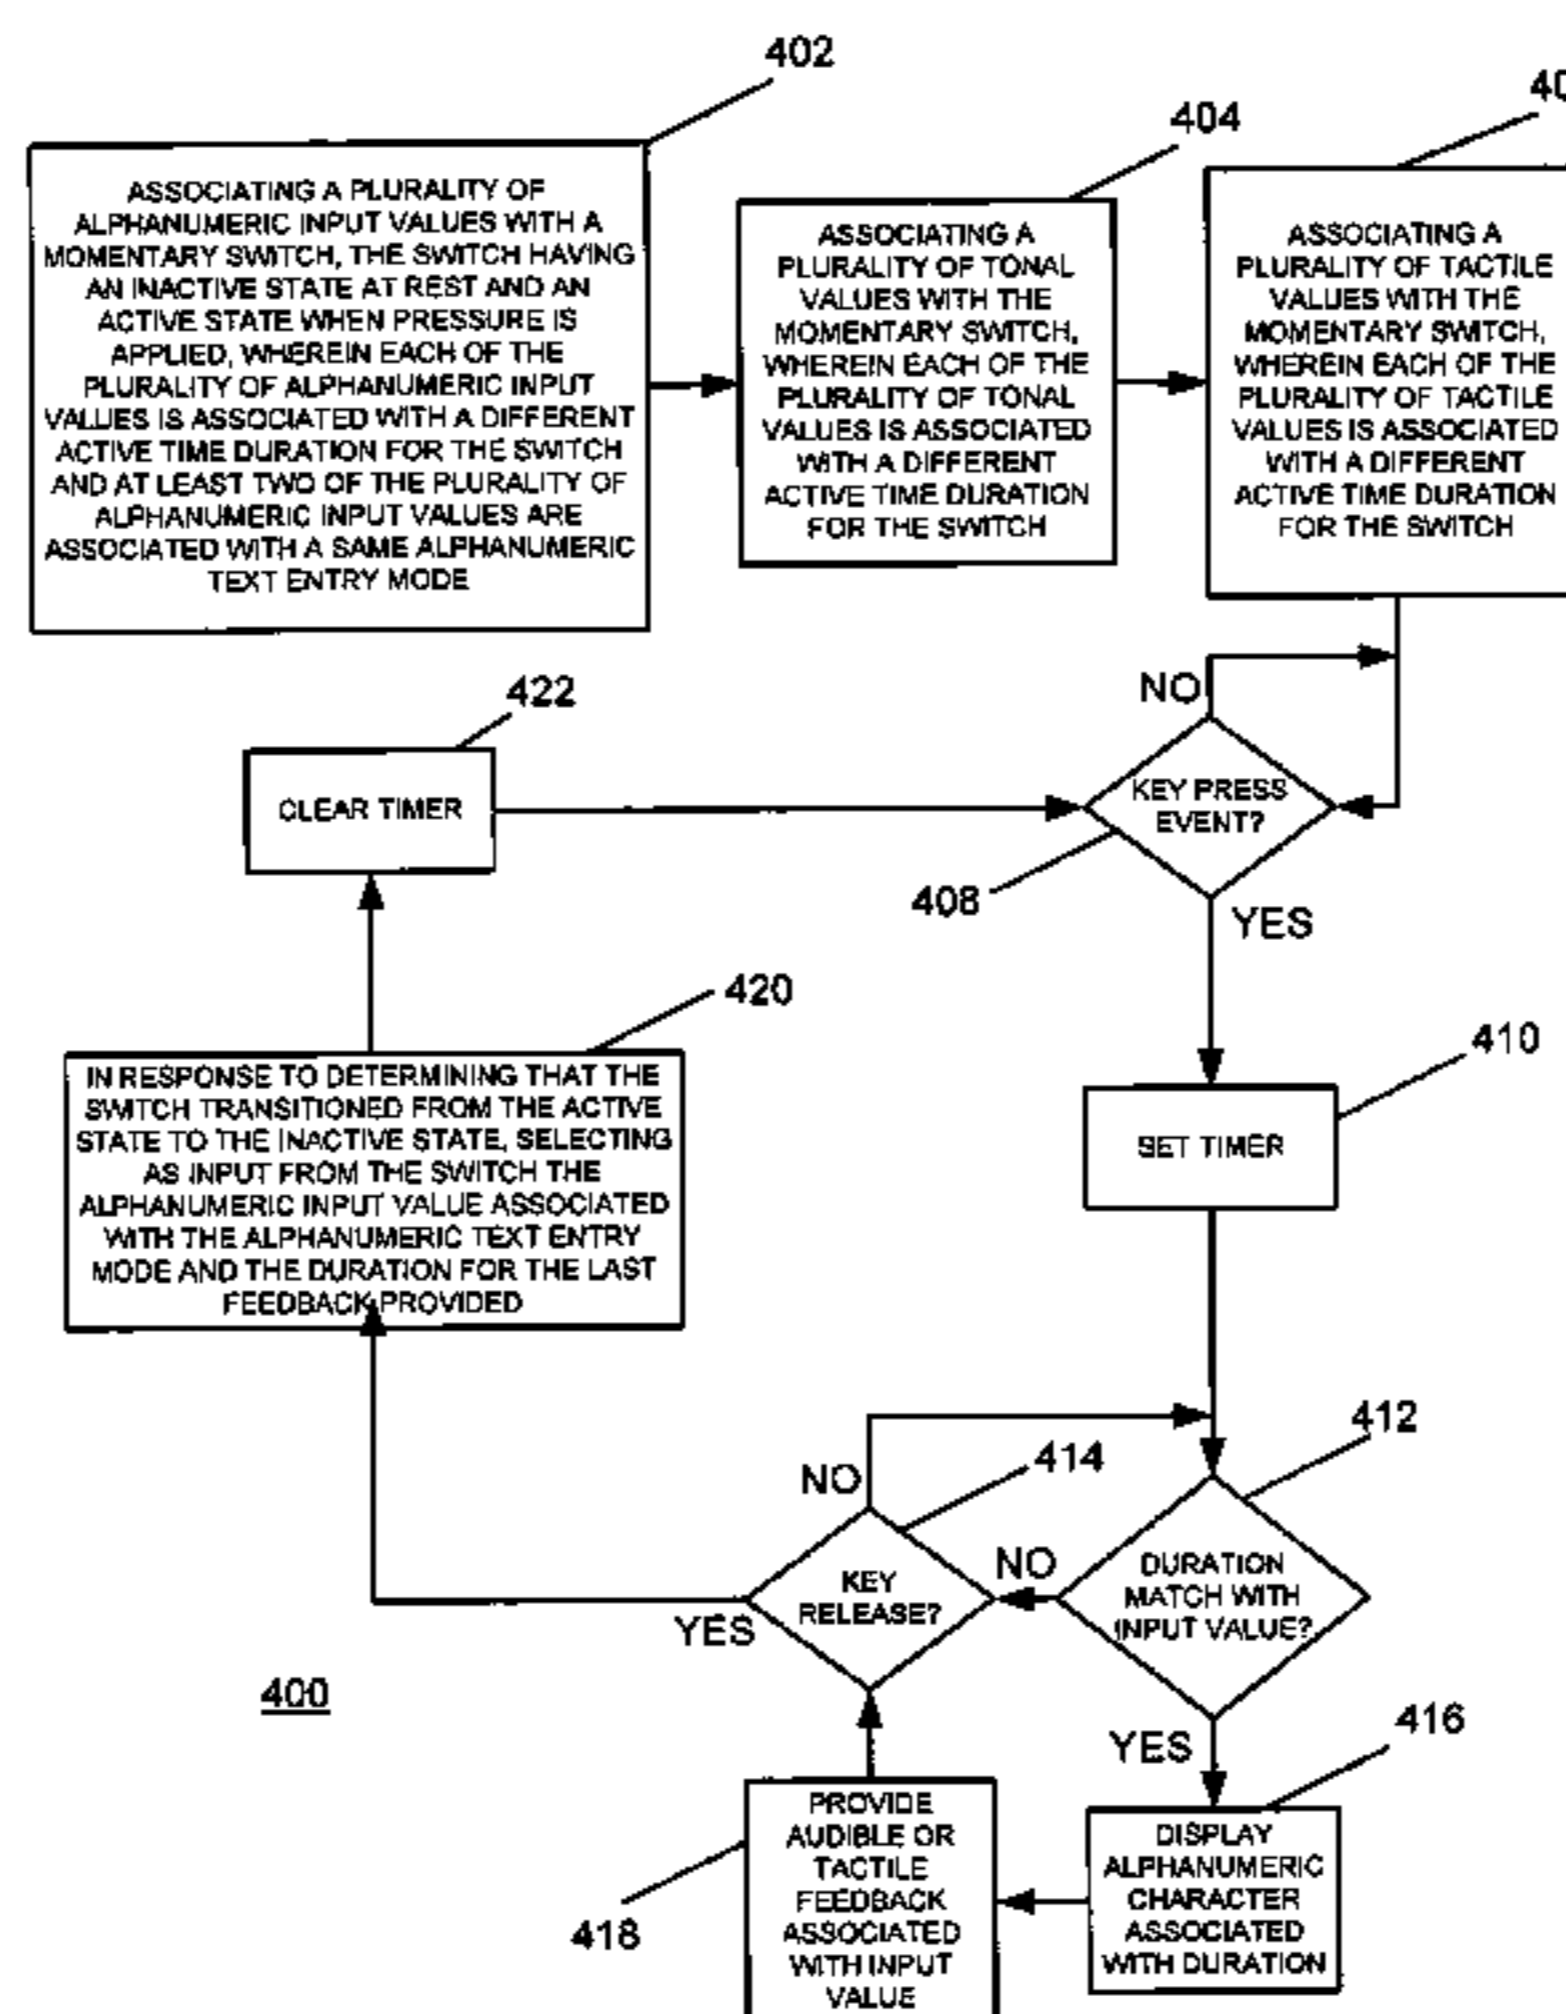 402
ASSOCIATING A PLURALITY OF
ALPHANUMERIC INPUT VALUES WITH A
MOMENTARY SWITCH, THE SWITCH HAVING
AN INACTIVE STATE AT REST AND AN
ACTIVE STATE WHEN PRESSURE IS
APPLIED, WHEREIN EACH OF THE
PLURALITY OF ALPHANUMERIC INPUT
VALUES IS ASSOCIATED WITH A DIFFERENT
ACTIVE TIME DURATION FOR THE SWITCH
AND AT LEAST TWO OF THE PLURALITY OF
ALPHANUMERIC INPUT VALUES ARE
ASSOCIATED WITH A SAME ALPHANUMERIC
TEXT ENTRY MODE
404
ASSOCIATING A
PLURALITY OF TONAL
VALUES WITH THE
MOMENTARY SWITCH,
WHEREIN EACH OF THE
PLURALITY OF TONAL
VALUES IS ASSOCIATED
WITH A DIFFERENT
ACTIVE TIME DURATION
FOR THE SWITCH
ASSOCIATING A
PLURALITY OF TACTILE
VALUES WITH THE
MOMENTARY SWITCH,
WHEREIN EACH OF THE
PLURALITY OF TACTILE
VALUES IS ASSOCIATED
WITH A DIFFERENT
ACTIVE TIME DURATION
FOR THE SWITCH
NO
422
CLEAR TIMER
KEY PRESS
EVENT?
408
YES
420
IN RESPONSE TO DETERMINING THAT THE
SWITCH TRANSITIONED FROM THE ACTIVE
STATE TO THE INACTIVE STATE, SELECTING
AS INPUT FROM THE SWITCH THE
ALPHANUMERIC INPUT VALUE ASSOCIATED
WITH THE ALPHANUMERIC TEXT ENTRY
MODE AND THE DURATION FOR THE LAST
FEEDBACK PROVIDED
410
SET TIMER
412
414
NO
NO
DURATION
MATCH WITH
INPUT VALUE?
KEY
RELEASE?
YES
400
YES
416
PROVIDE
AUDIBLE OR
TACTILE
FEEDBACK
ASSOCIATED
WITH INPUT
VALUE
418
DISPLAY
ALPHANUMERIC
CHARACTER
ASSOCIATED
WITH DURATION